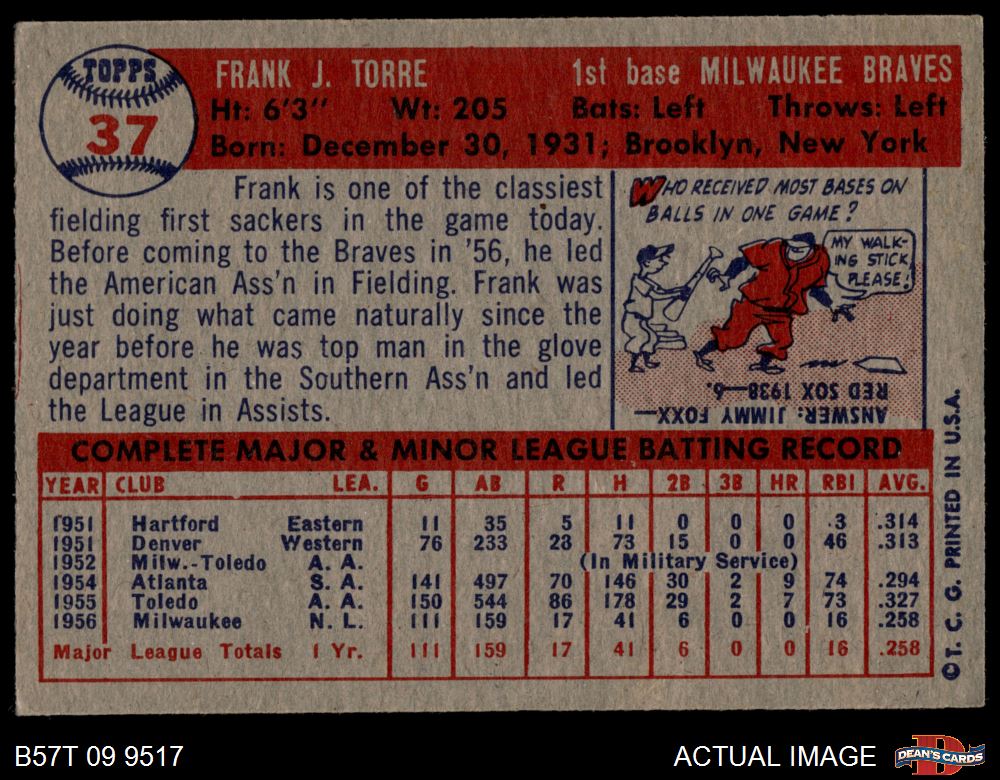 TOPPS
37
FRANK J. TORRE 1st base MILWAUKEE BRAVES
Ht: 6'3" Wt: 205 Bats: Left Throws: Left
Born: December 30, 1931; Brooklyn, New York
Frank is one of the classiest
fielding first sackers in the game today.
Before coming to the Braves in '56, he led
the American Ass'n in Fielding. Frank was
just doing what came naturally since the
year before he was top man in the glove
department in the Southern Ass'n and led
the League in Assists.
WHO RECEIVED MOST BASES ON
BALLS IN ONE GAME?
MY WALK-
ING STICK,
PLEASE!
ANSWER: JIMMY FOXX—
RED SOX 1938—6.
COMPLETE MAJOR & MINOR LEAGUE BATTING RECORD
YEAR CLUB LEA. G AB R H 2B 3B HR RBI AVG.
1951 Hartford Eastern 11 35 5 11 0 0 0 3 .314
1951 Denver Western 76 233 23 73 15 0 0 46 .313
1952 Milw.-Toledo A. A. (In Military Service)
1954 Atlanta S. A. 141 497 70 146 30 2 9 74 .294
1955 Toledo A. A. 150 544 86 178 29 2 7 73 .327
1956 Milwaukee N. L. 111 159 17 41 6 0 0 16 .258
Major League Totals 1 Yr. 111 159 17 41 6 0 0 16 .258
©T. C. G. PRINTED IN U.S.A.
B57T 09 9517 ACTUAL IMAGE
DEAN'S CARDS